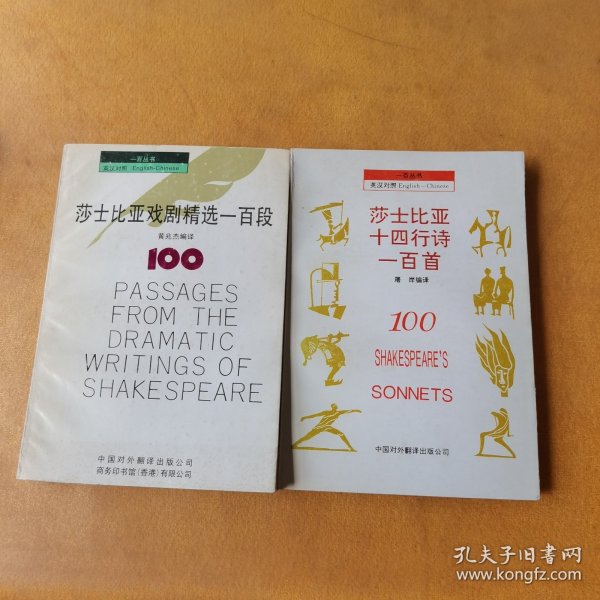 一百丛书
英汉对照 English-Chinese
莎士比亚戏剧精选一百段
黄兆杰编译
100
PASSAGES
FROM THE
DRAMATIC
WRITINGS OF
SHAKESPEARE
中国对外翻译出版公司
商务印书馆(香港)有限公司
一百丛书
英汉对照 English-Chinese
莎士比亚
十四行诗
一百首
屠岸编译
100
SHAKESPEARE'S
SONNETS
中国对外翻译出版公司
孔夫子旧书网
www.kongfz.com